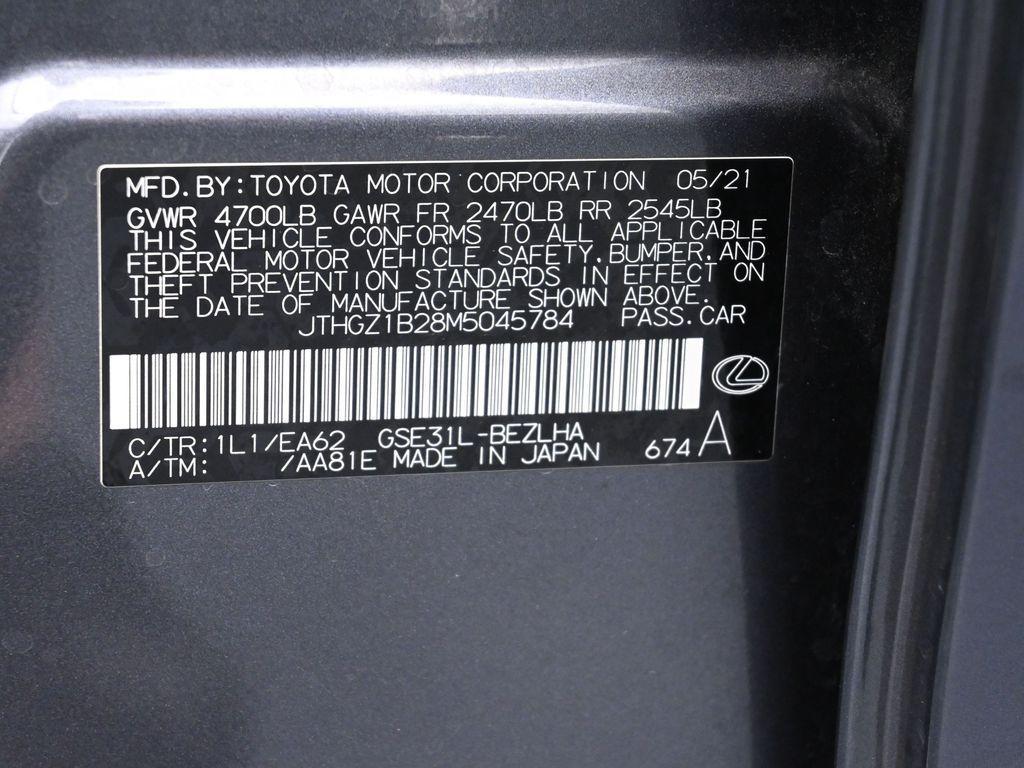 MFD.BY:TOYOTA MOTOR CORPORATION 05/21
GVWR 4700LB GAWR FR 2470LB RR 2545LB
THIS VEHICLE CONFORMS TO ALL APPLICABLE
FEDERAL MOTOR VEHICLE SAFETY,BUMPER,AND
THEFT PREVENTION STANDARDS IN EFFECT ON
THE DATE OF MANUFACTURE SHOWN ABOVE.
JTHGZ1B28M5045784 PASS.CAR
C/TR:1L1/EA62 GSE31L-BEZLHA
A/TM: /AA81E MADE IN JAPAN 674 A